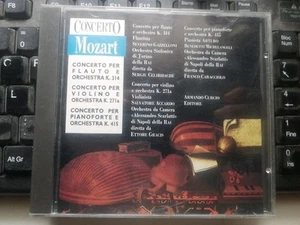 CONCERTO
Mozart
CONCERTO PER
FLAUTO E
ORCHESTRA K. 314
CONCERTO PER
VIOLINO E
ORCHESTRA K. 271a
CONCERTO PER
PIANOFORTE E
ORCHESTRA K. 415
Concerto per flauto
e orchestra K. 314
Flautista
SEVERINO GAZZELLONI
Orchestra Sinfonica
di Torino
della RAI
diretta da
SERGIU CELIBIDACHE
Concerto per violino
e orchestra K. 271a
Violinista
SALVATORE ACCARDO
Orchestra da Camera
«Alessandro Scarlatti»
di Napoli della RAI
diretta da
ETTORE GRACIS
Concerto per pianoforte
e orchestra K. 415
Pianista ARTURO
BENEDETTI MICHELANGELI
Orchestra da Camera
«Alessandro Scarlatti»
di Napoli della RAI
diretta da
FRANCO CARACCIOLO
ARMANDO CURCIO
EDITORE